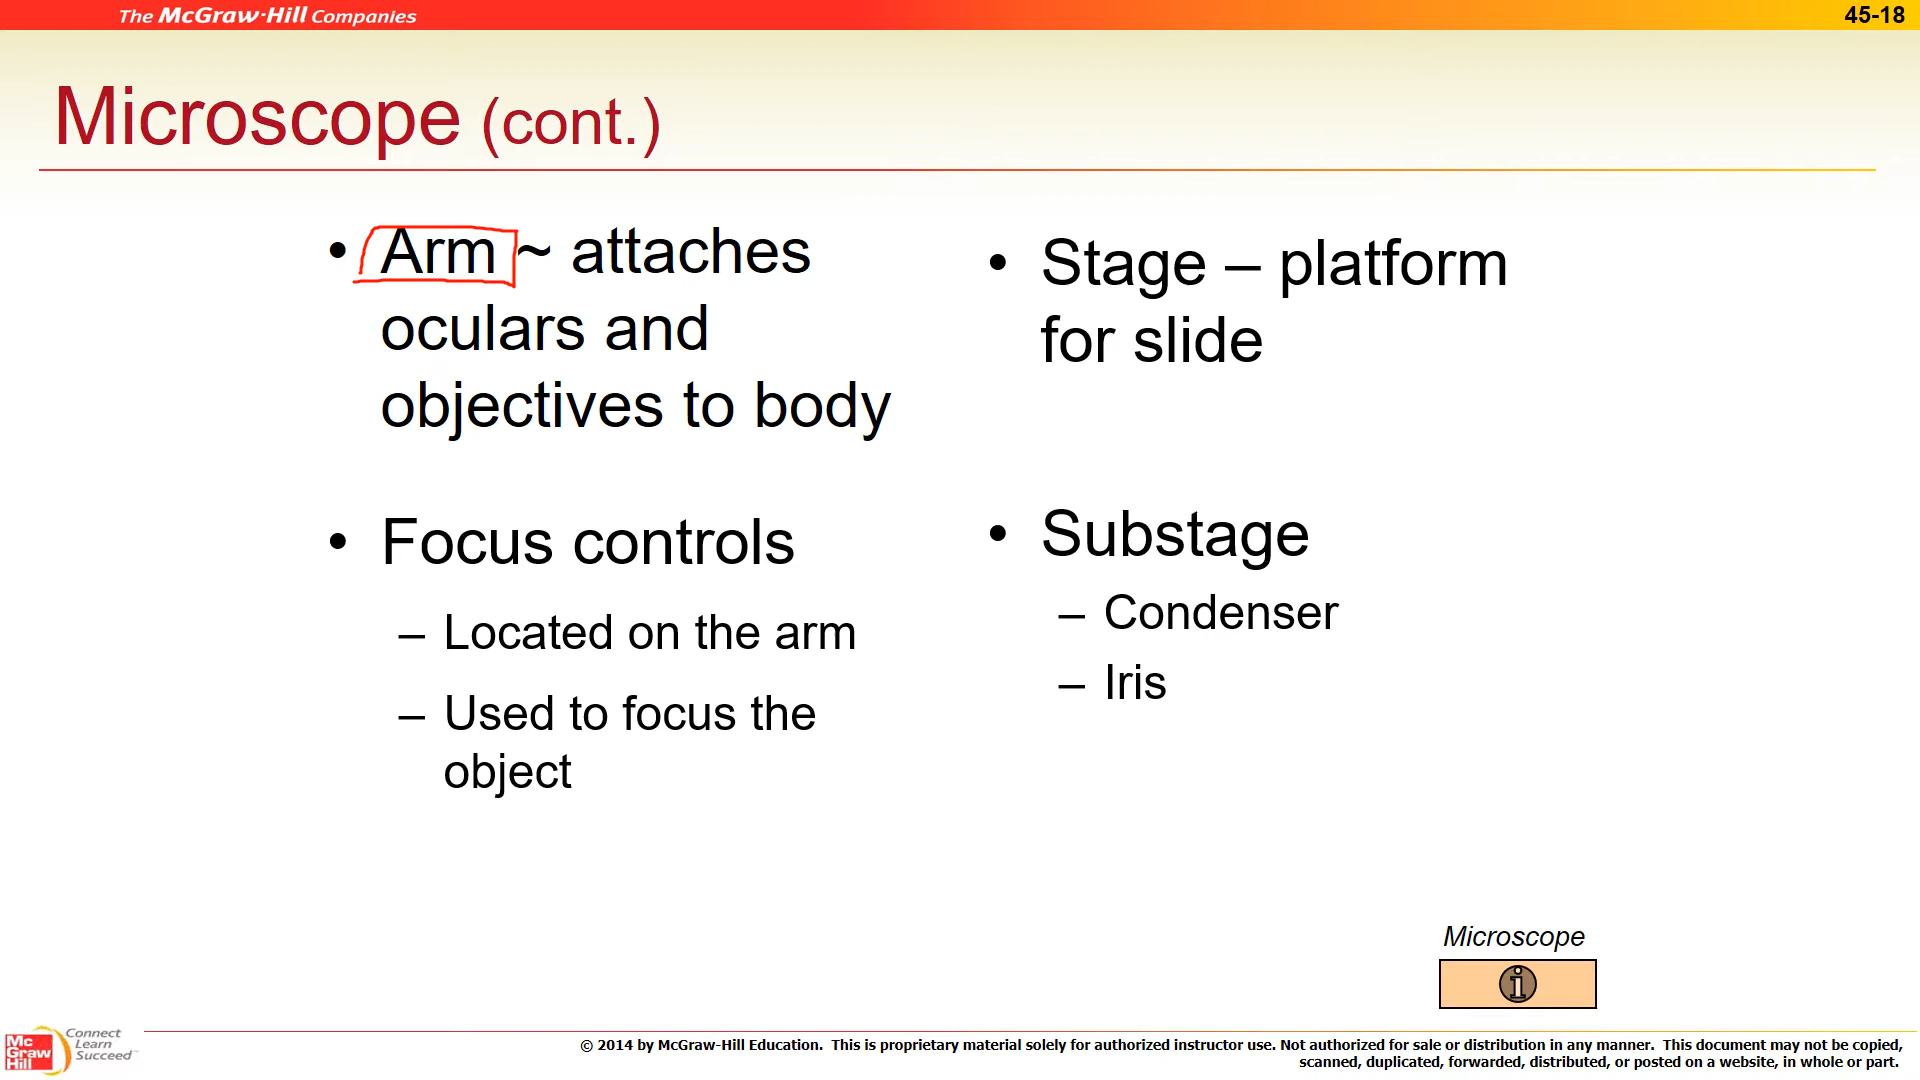 The McGraw-Hill Companies
45-18
Microscope (cont.)
• Arm ~ attaches
oculars and
objectives to body
• Focus controls
– Located on the arm
– Used to focus the
object
• Stage – platform
for slide
• Substage
– Condenser
– Iris
Microscope
i
Mc
Graw
Hill
Connect
Learn
Succeed™
© 2014 by McGraw-Hill Education. This is proprietary material solely for authorized instructor use. Not authorized for sale or distribution in any manner. This document may not be copied,
scanned, duplicated, forwarded, distributed, or posted on a website, in whole or part.